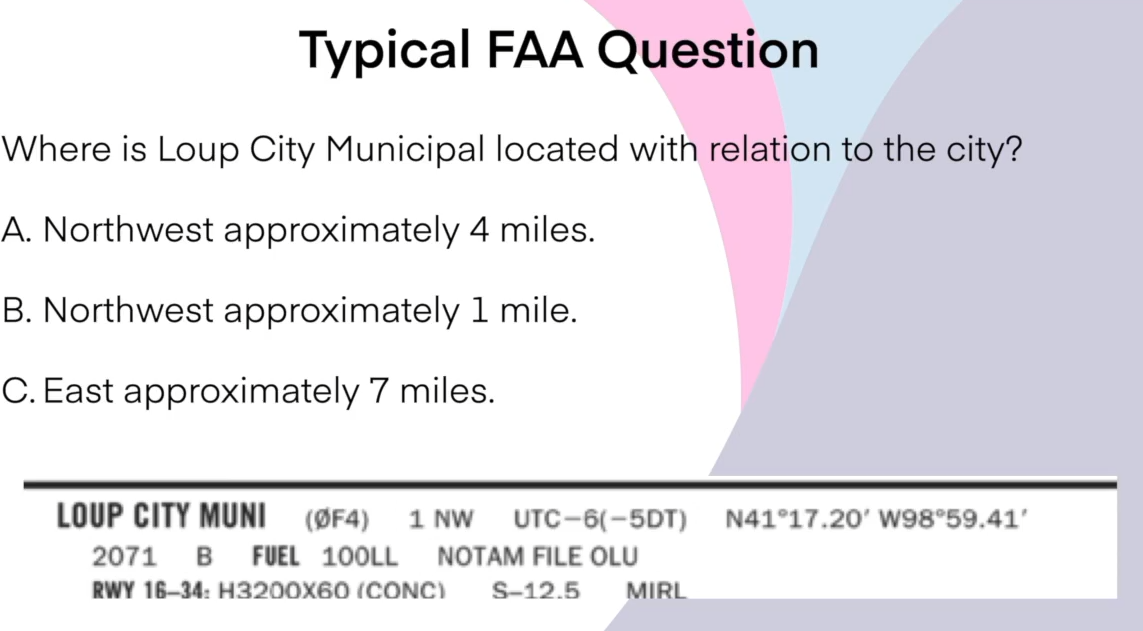 Typical FAA Question
Where is Loup City Municipal located with relation to the city?
A. Northwest approximately 4 miles.
B. Northwest approximately 1 mile.
C. East approximately 7 miles.
LOUP CITY MUNI (ØF4) 1 NW UTC−6(−5DT) N41°17.20′ W98°59.41′
2071 B FUEL 100LL NOTAM FILE OLU
RWY 16–34: H3200X60 (CONC) S–12.5 MIRL